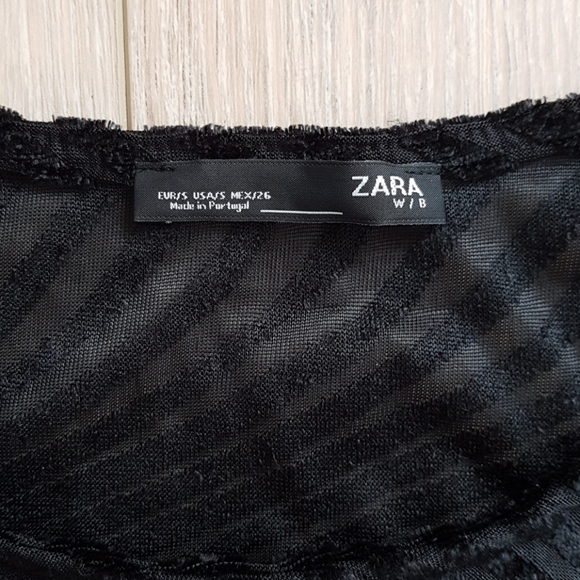 EUR/S USA/S MEX/26
Made in Portugal
ZARA
W / B